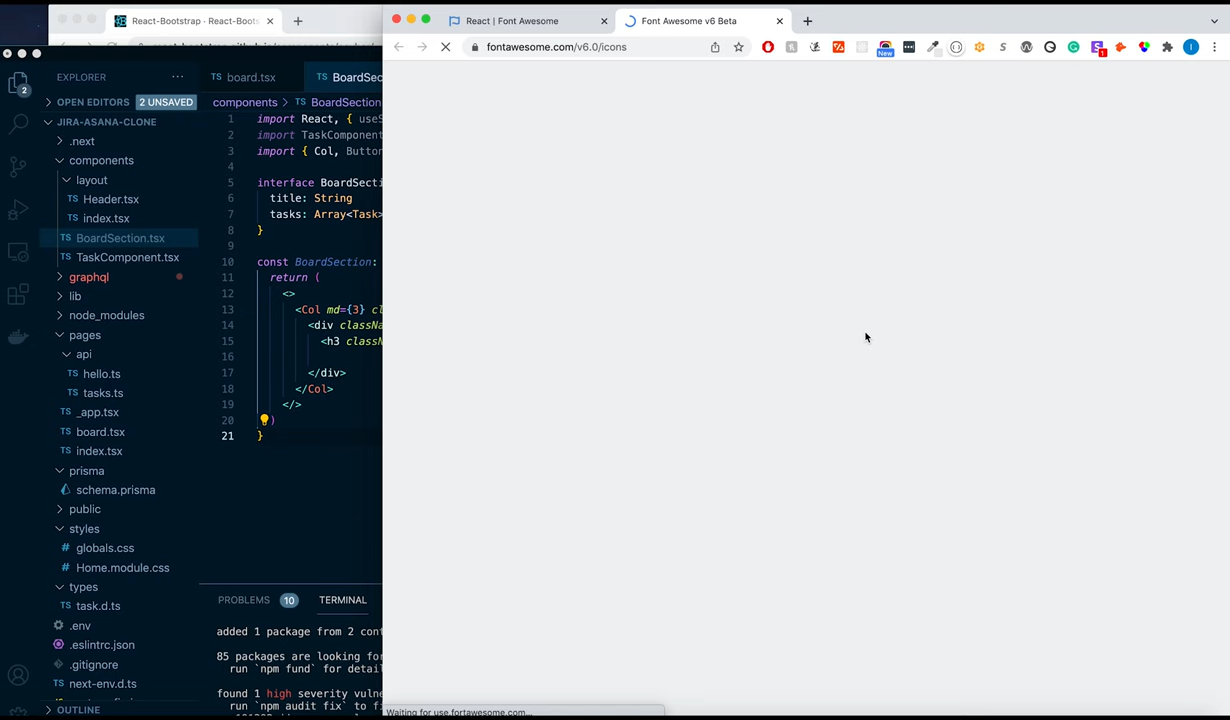 React-Bootstrap · React-Boots
React | Font Awesome
Font Awesome v6 Beta
fontawesome.com/v6.0/icons
New
1
2
EXPLORER
board.tsx
BoardSec
OPEN EDITORS
2 UNSAVED
components > BoardSection
JIRA-ASANA-CLONE
.next
components
layout
Header.tsx
index.tsx
BoardSection.tsx
TaskComponent.tsx
graphql
lib
node_modules
pages
api
hello.ts
tasks.ts
_app.tsx
board.tsx
index.tsx
prisma
schema.prisma
public
styles
globals.css
Home.module.css
types
task.d.ts
.env
.eslintrc.json
.gitignore
next-env.d.ts
OUTLINE
1 import React, { useS
2 import TaskComponent
3 import { Col, Button
4
5 interface BoardSecti
6 title: String
7 tasks: Array<Task>
8 }
9
10 const BoardSection:
11 return (
12 <>
13 <Col md={3} cl
14 <div classNa
15 <h3 classN
16
17 </div>
18 </Col>
19 </>
20 )
21 }
PROBLEMS 10 TERMINAL
added 1 package from 2 cont
85 packages are looking for
run `npm fund` for detail
found 1 high severity vulne
run `npm audit fix` to fi
Waiting for use.fontawesome.com...